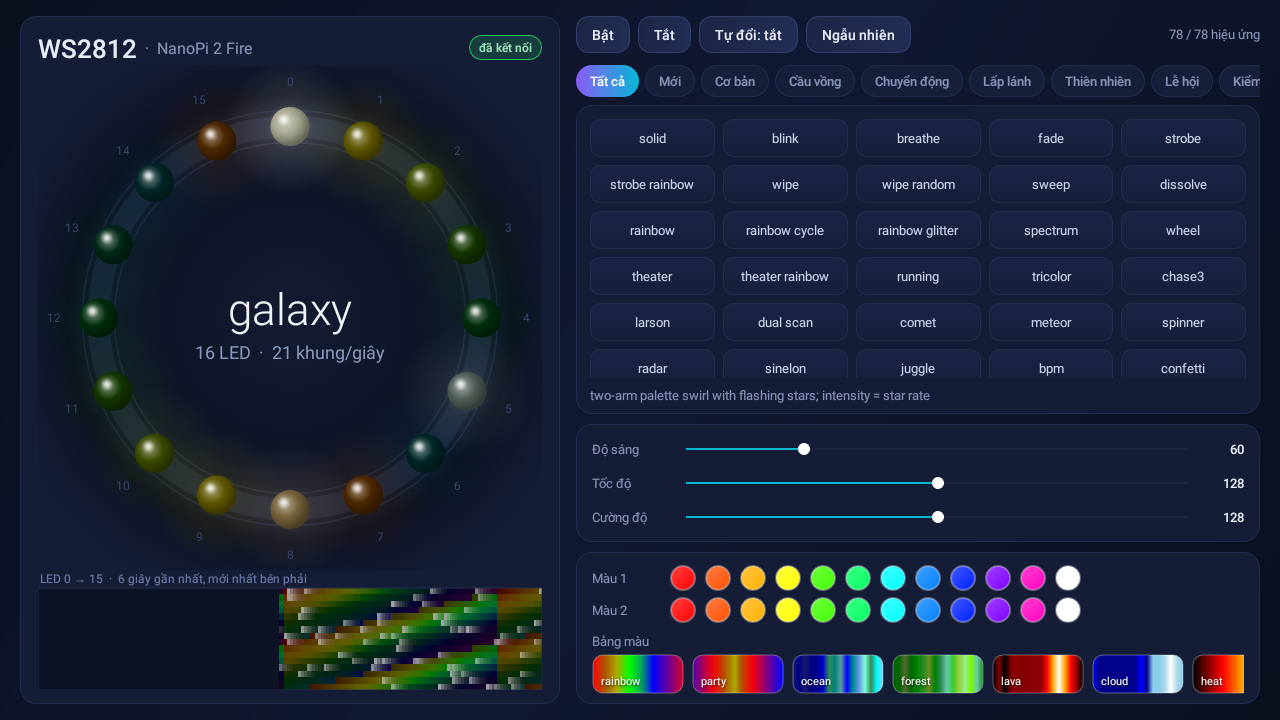 WS2812 · NanoPi 2 Fire
đã kết nối
0
15 1
14 2
13 3
12 4
11 5
10 6
9 7
8
galaxy
16 LED · 21 khung/giây
LED 0 → 15 · 6 giây gần nhất, mới nhất bên phải
Bật Tắt Tự đổi: tắt Ngẫu nhiên
78 / 78 hiệu ứng
Tất cả Mới Cơ bản Cầu vồng Chuyển động Lấp lánh Thiên nhiên Lễ hội Kiểm
solid blink breathe fade strobe
strobe rainbow wipe wipe random sweep dissolve
rainbow rainbow cycle rainbow glitter spectrum wheel
theater theater rainbow running tricolor chase3
larson dual scan comet meteor spinner
radar sinelon juggle bpm confetti
two-arm palette swirl with flashing stars; intensity = star rate
Độ sáng 60
Tốc độ 128
Cường độ 128
Màu 1
Màu 2
Bảng màu
rainbow party ocean forest lava cloud heat